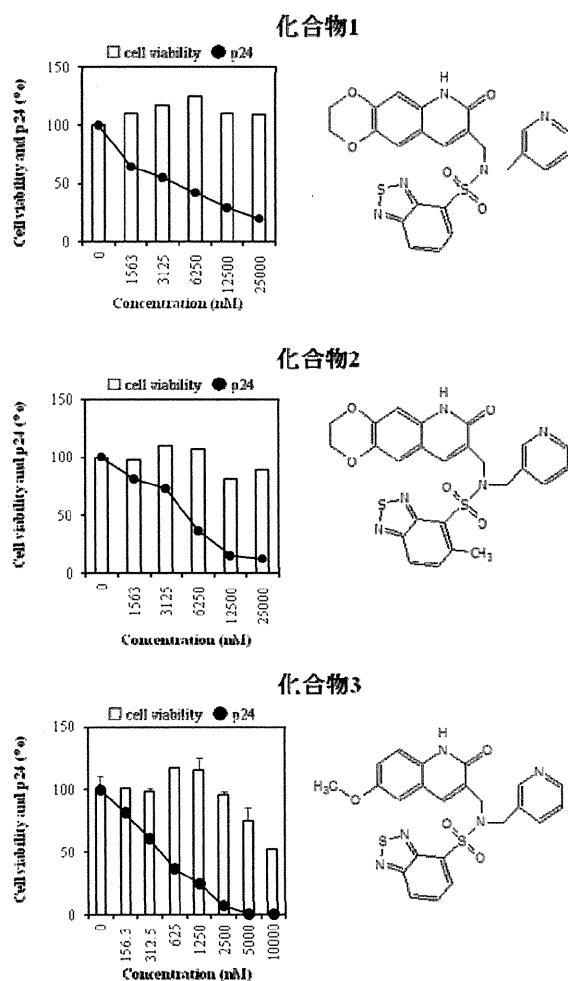 化合物1
cell viability p24
Cell viability and p24 (%)
150
100
50
0
0 1563 3125 6250 12500 25000
Concentration (nM)
H
N
O
O
O
N
N
S
O
O
N
S
N
化合物2
cell viability p24
Cell viability and p24 (%)
150
100
50
0
0 1563 3125 6250 12500 25000
Concentration (nM)
H
N
O
O
O
N
N
S
O
O
N
S
N
CH₃
化合物3
cell viability p24
Cell viability and p24 (%)
150
100
50
0
0 156.3 312.5 625 1250 2500 5000 10000
Concentration (nM)
H
N
O
H₃C
O
N
N
S
O
O
N
S
N